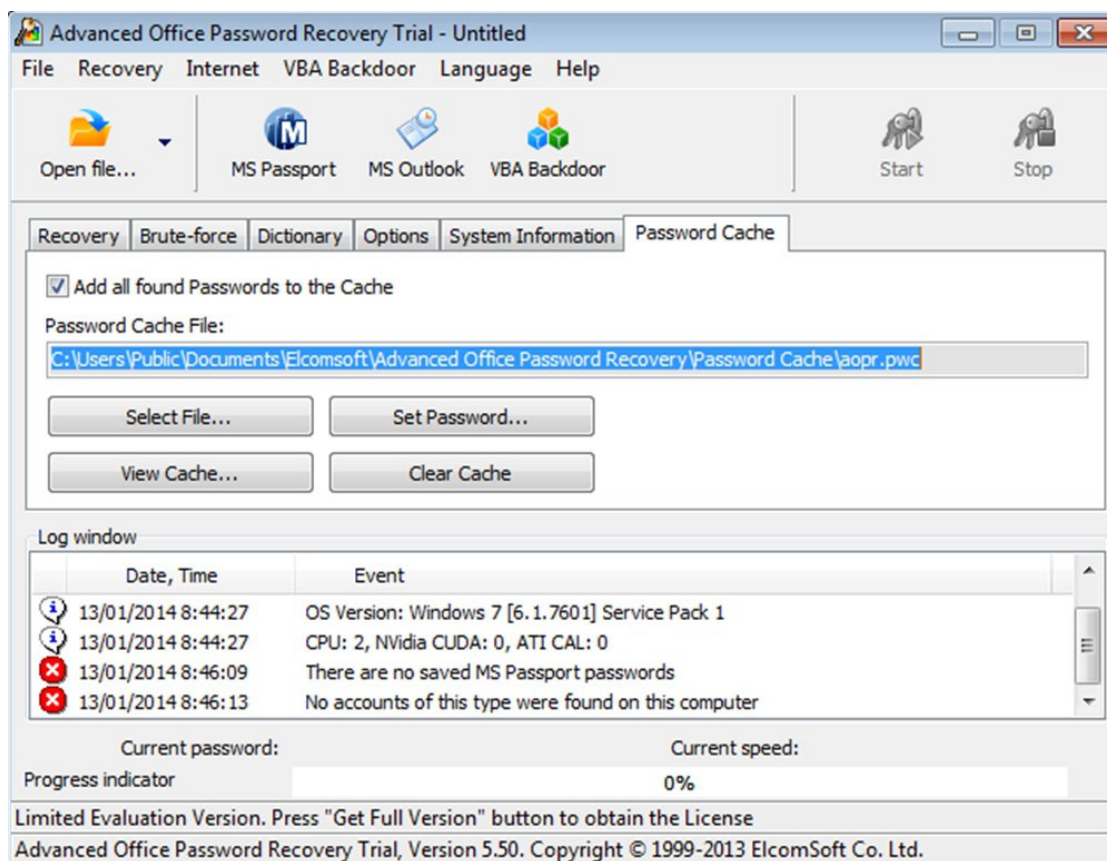 Advanced Office Password Recovery Trial - Untitled
File Recovery Internet VBA Backdoor Language Help
Open file... MS Passport MS Outlook VBA Backdoor Start Stop
Recovery Brute-force Dictionary Options System Information Password Cache
Add all found Passwords to the Cache
Password Cache File:
C:\Users\Public\Documents\Elcomsoft\Advanced Office Password Recovery\Password Cache\aopr.pwc
Select File... Set Password...
View Cache... Clear Cache
Log window
Date, Time Event
13/01/2014 8:44:27 OS Version: Windows 7 [6.1.7601] Service Pack 1
13/01/2014 8:44:27 CPU: 2, NVidia CUDA: 0, ATI CAL: 0
13/01/2014 8:46:09 There are no saved MS Passport passwords
13/01/2014 8:46:13 No accounts of this type were found on this computer
Current password: Current speed:
Progress indicator 0%
Limited Evaluation Version. Press "Get Full Version" button to obtain the License
Advanced Office Password Recovery Trial, Version 5.50. Copyright © 1999-2013 ElcomSoft Co. Ltd.